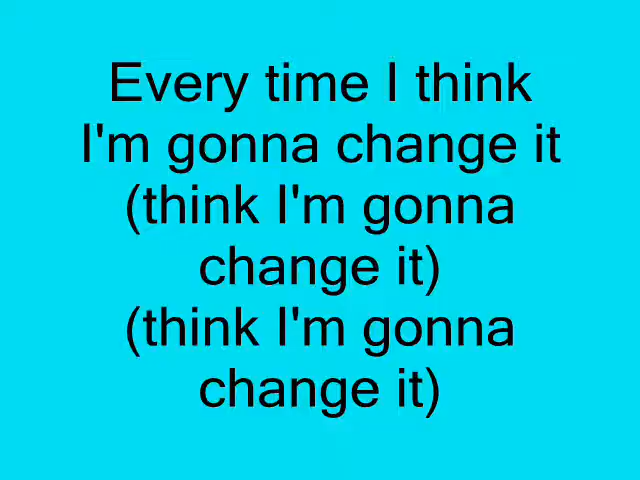 Every time I think
I'm gonna change it
(think I'm gonna
change it)
(think I'm gonna
change it)